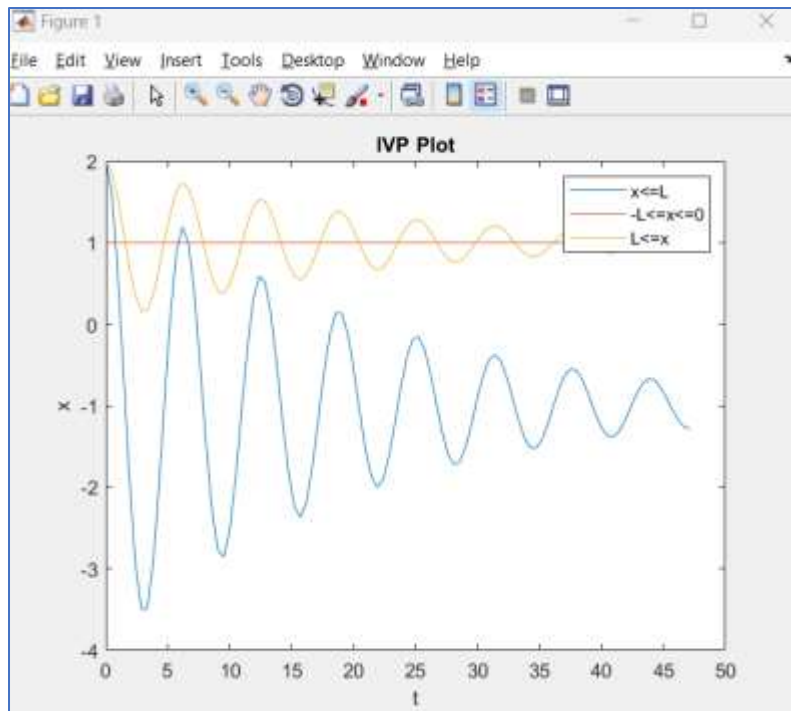 Figure 1
File Edit View Insert Tools Desktop Window Help
IVP Plot
x<=L
-L<=x<=0
L<=x
2
1
0
-1
-2
-3
-4
x
0 5 10 15 20 25 30 35 40 45 50
t